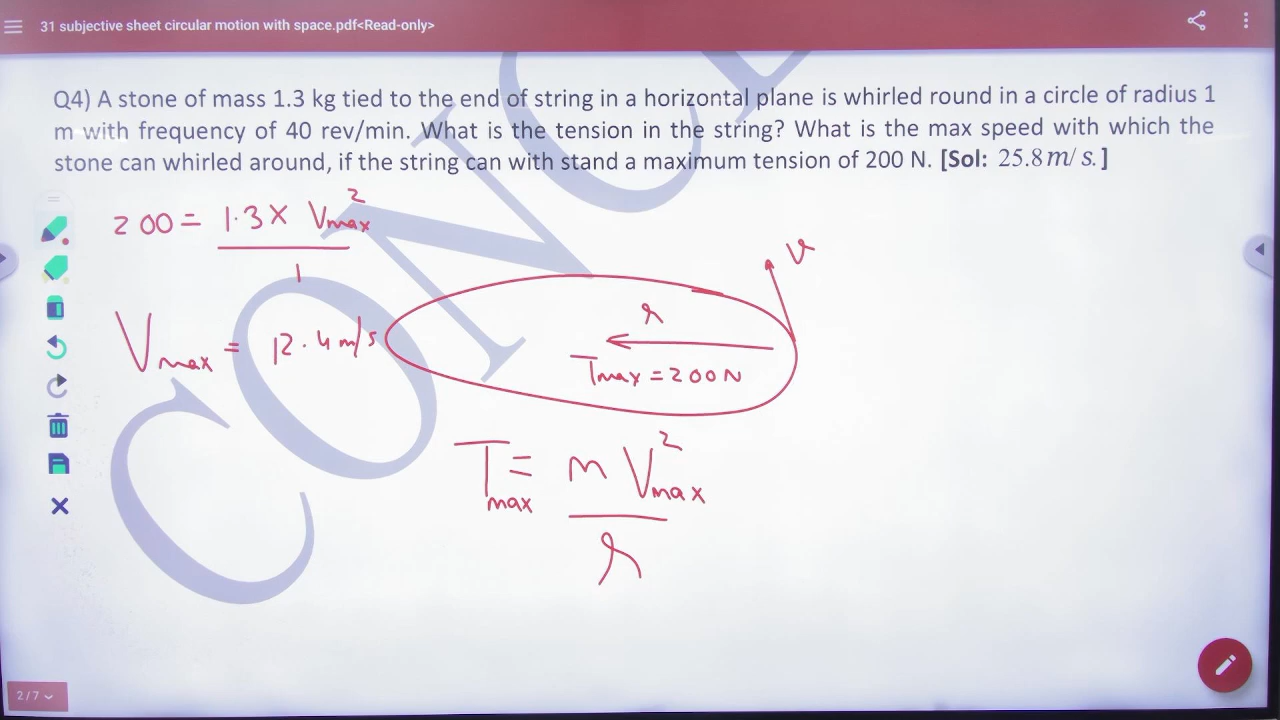 31 subjective sheet circular motion with space.pdf<Read-only>
Q4) A stone of mass 1.3 kg tied to the end of string in a horizontal plane is whirled round in a circle of radius 1
m with frequency of 40 rev/min. What is the tension in the string? What is the max speed with which the
stone can whirled around, if the string can with stand a maximum tension of 200 N. [Sol: 25.8 m/s.]
200 = 1.3 × Vmax²
1
v
r
Vmax = 12.4 m/s
Tmax = 200 N
Tmax = m Vmax²
r
2/7